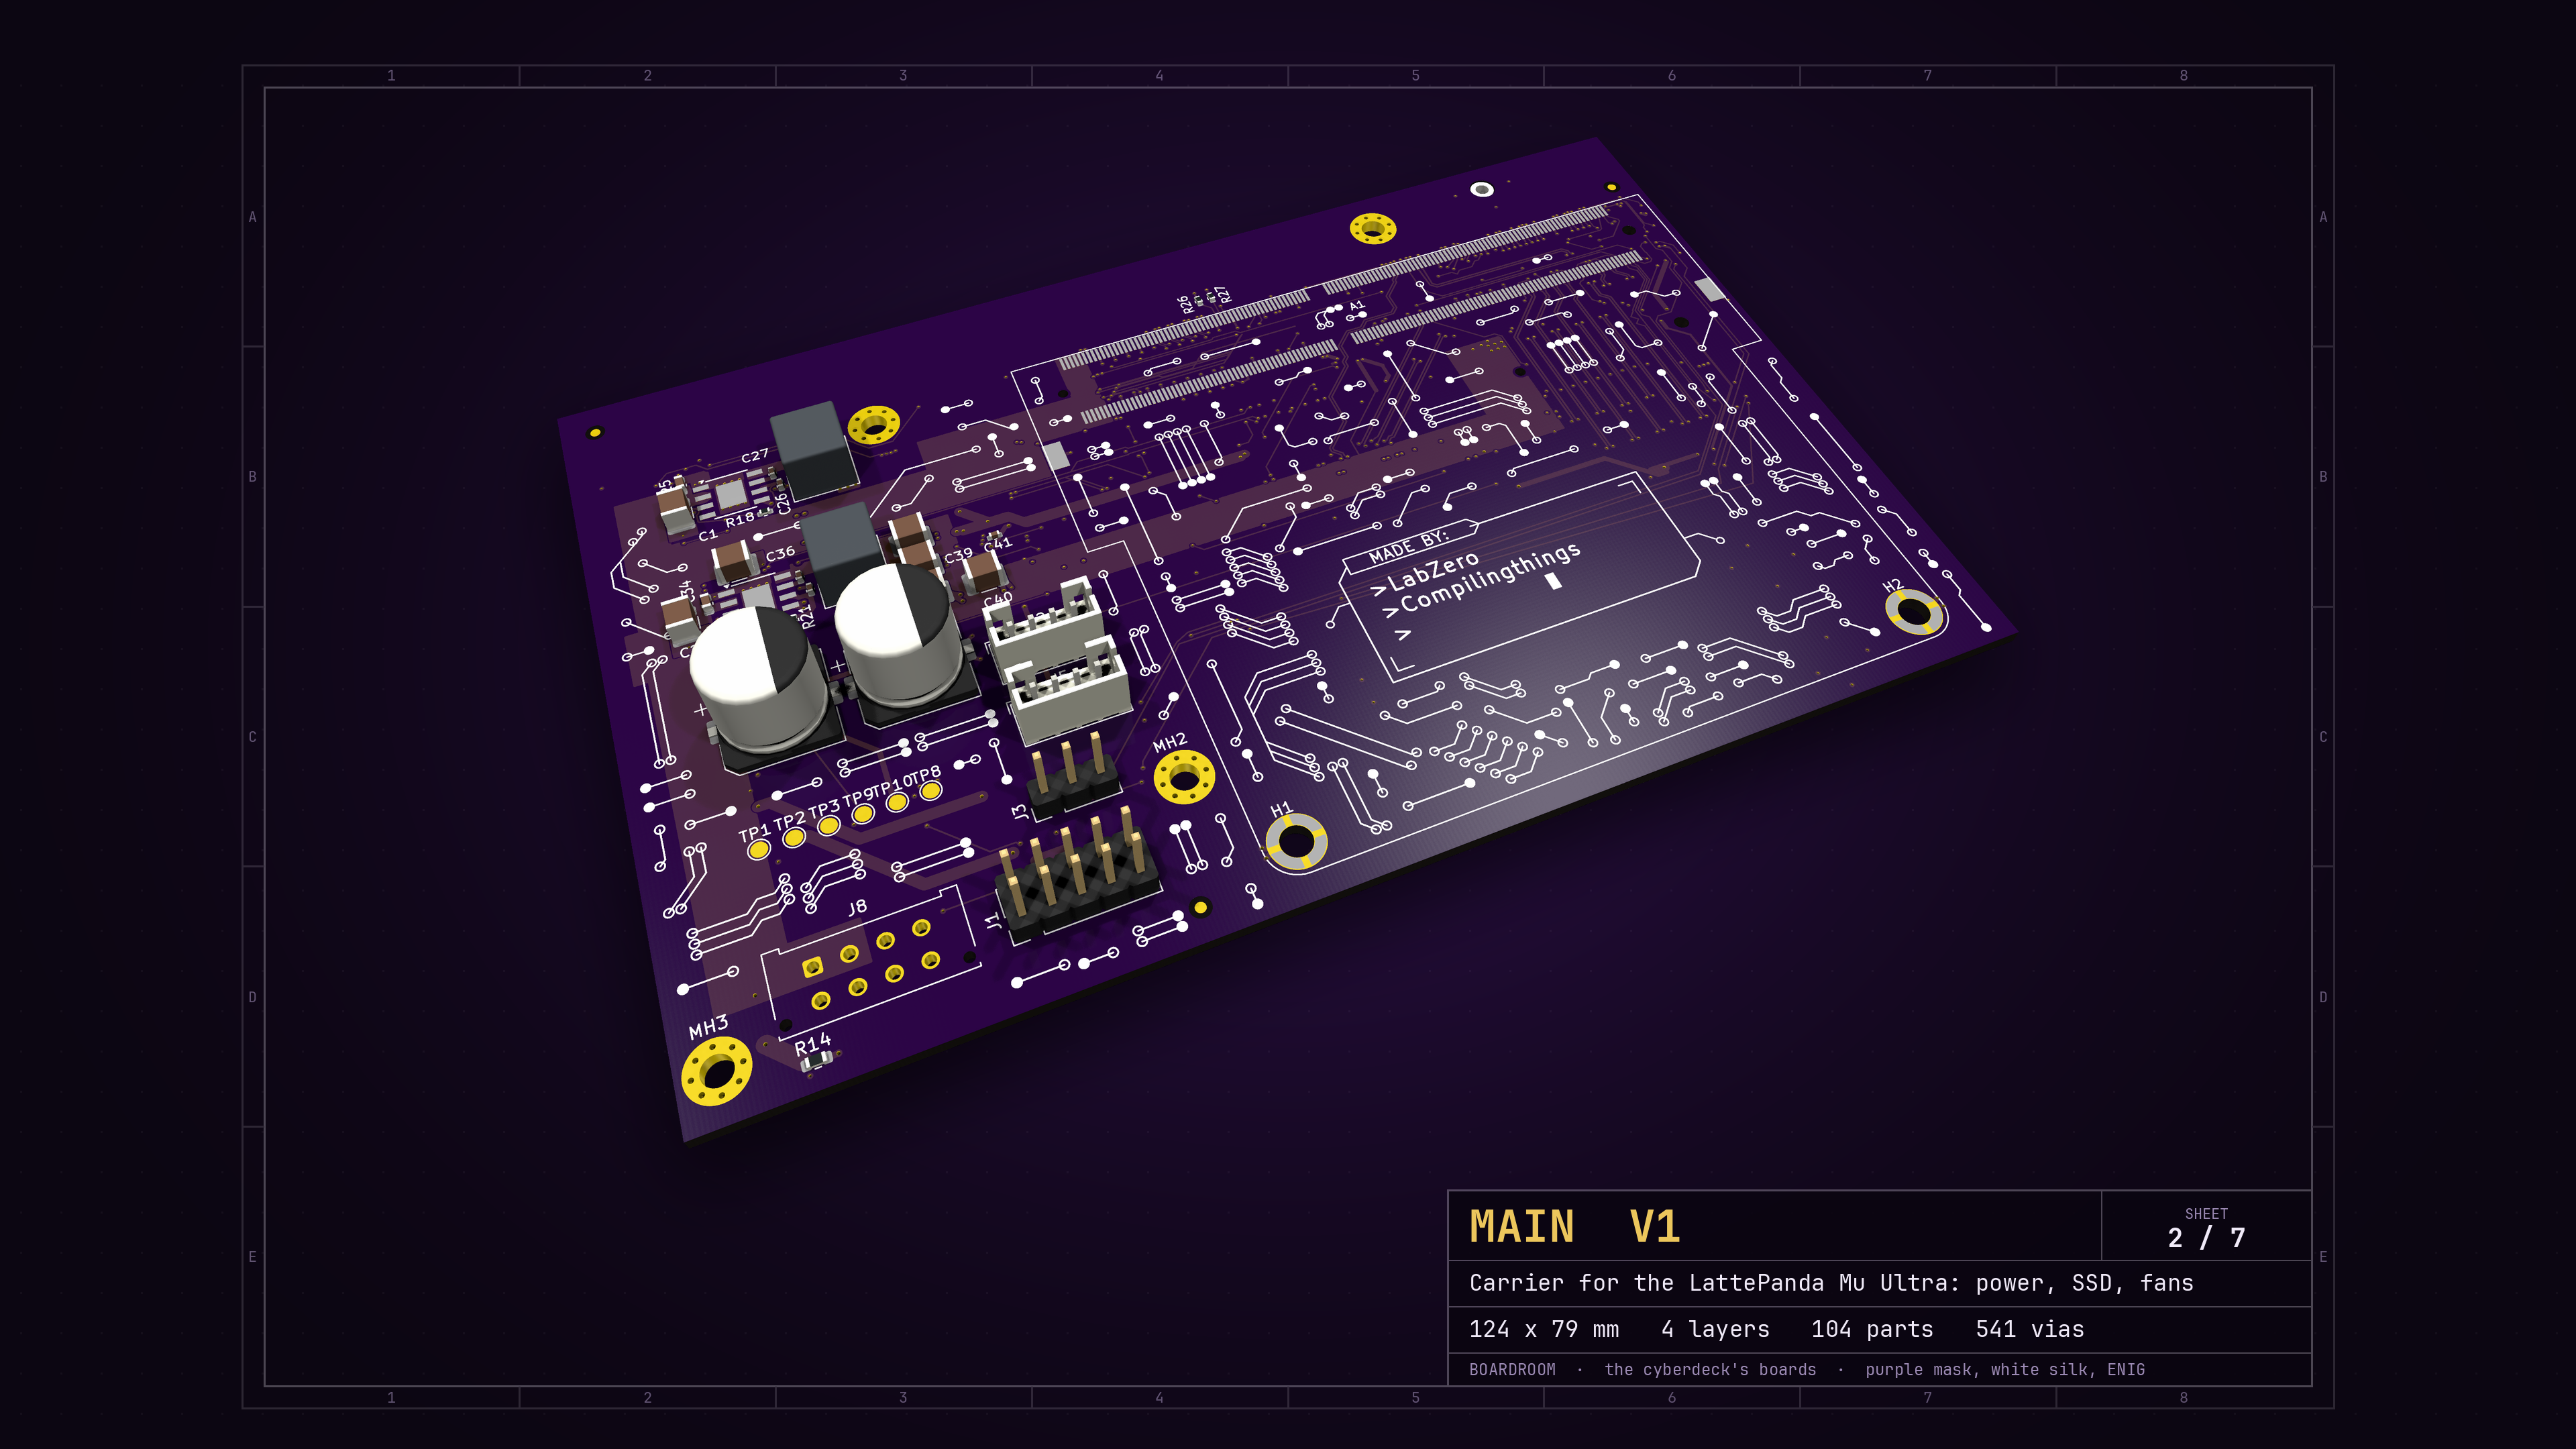 1 2 3 4 5 6 7 8
A A
B B
C C
D D
E E
R26 R27
A1
C27
C26
R18
C1
C36
C39
C41
C40
R21
MADE BY:
>LabZero
>Compilingthings
>
H2
MH2
H1
J3
TP1 TP2 TP3 TP9 TP10 TP8
J1
J8
MH3
R14
MAIN V1
SHEET
2 / 7
Carrier for the LattePanda Mu Ultra: power, SSD, fans
124 x 79 mm 4 layers 104 parts 541 vias
BOARDROOM · the cyberdeck's boards · purple mask, white silk, ENIG
1 2 3 4 5 6 7 8